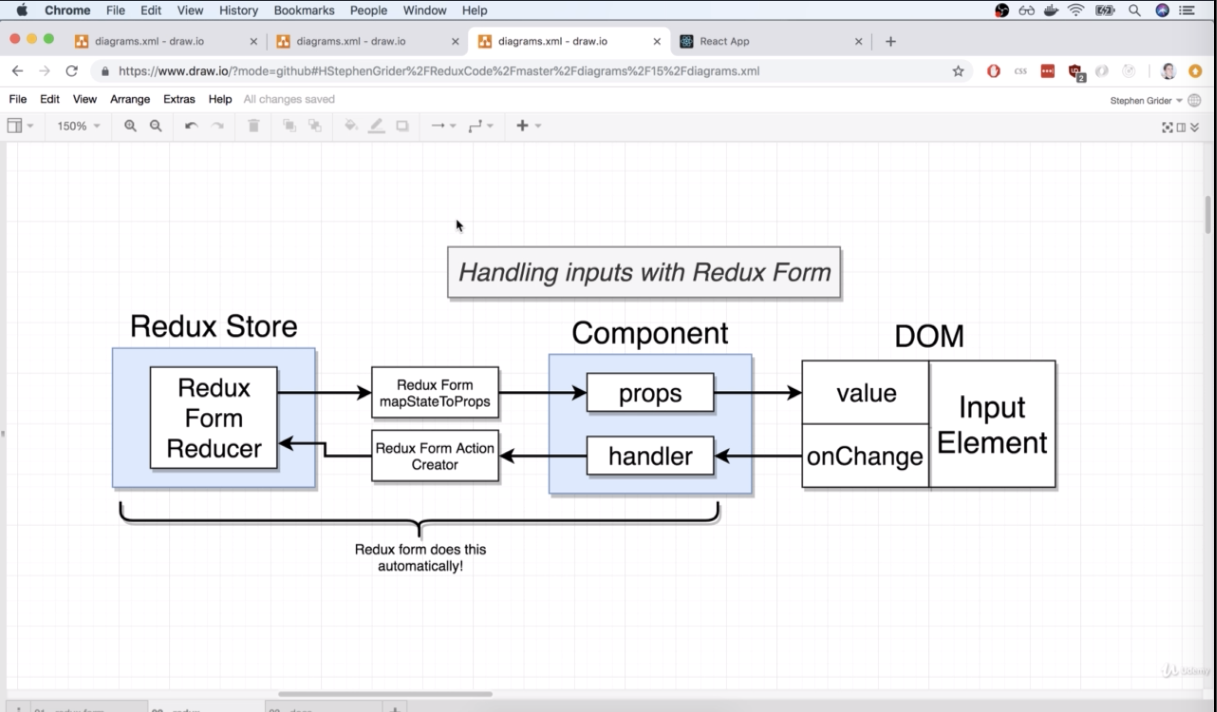 Chrome File Edit View History Bookmarks People Window Help
diagrams.xml - draw.io
diagrams.xml - draw.io
diagrams.xml - draw.io
React App
https://www.draw.io/?mode=github#HStephenGrider%2FReduxCode%2Fmaster%2Fdiagrams%2F15%2Fdiagrams.xml
css
2
File Edit View Arrange Extras Help All changes saved
Stephen Grider
150%
Handling inputs with Redux Form
Redux Store
Component
DOM
Redux
Form
Reducer
Redux Form
mapStateToProps
Redux Form Action
Creator
props
handler
value
onChange
Input
Element
Redux form does this
automatically!
Udemy